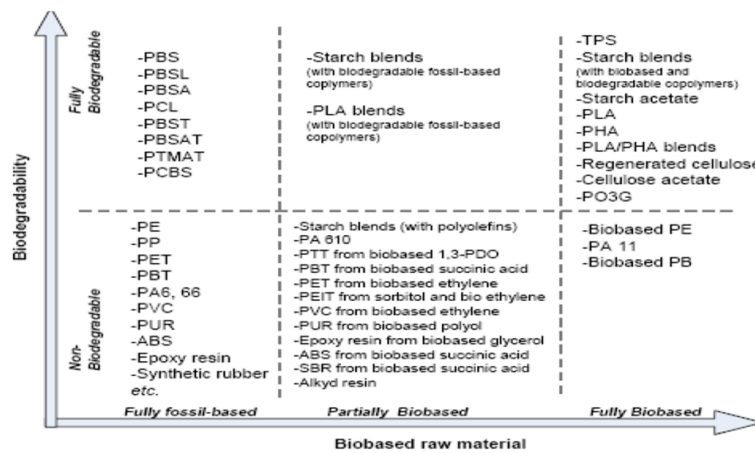 Biodegradability
Fully
Biodegradable
-PBS
-PBSL
-PBSA
-PCL
-PBST
-PBSAT
-PTMAT
-PCBS
-Starch blends
(with biodegradable fossil-based
coplymers)
-PLA blends
(with biodegradable fossil-based
copolymers)
-TPS
-Starch blends
(with biobased and
biodegradable copolymers)
-Starch acetate
-PLA
-PHA
-PLA/PHA blends
-Regenerated cellulose
-Cellulose acetate
-PO3G
Non-
Biodegradable
-PE
-PP
-PET
-PBT
-PA6, 66
-PVC
-PUR
-ABS
-Epoxy resin
-Synthetic rubber
etc.
-Starch blends (with polyolefins)
-PA 610
-PTT from biobased 1,3-PDO
-PBT from biobased succinic acid
-PET from biobased ethylene
-PEIT from sorbitol and bio ethylene
-PVC from biobased ethylene
-PUR from biobased polyol
-Epoxy resin from biobased glycerol
-ABS from biobased succinic acid
-SBR from biobased succinic acid
-Alkyd resin
-Biobased PE
-PA 11
-Biobased PB
Fully fossil-based
Partially Biobased
Fully Biobased
Biobased raw material